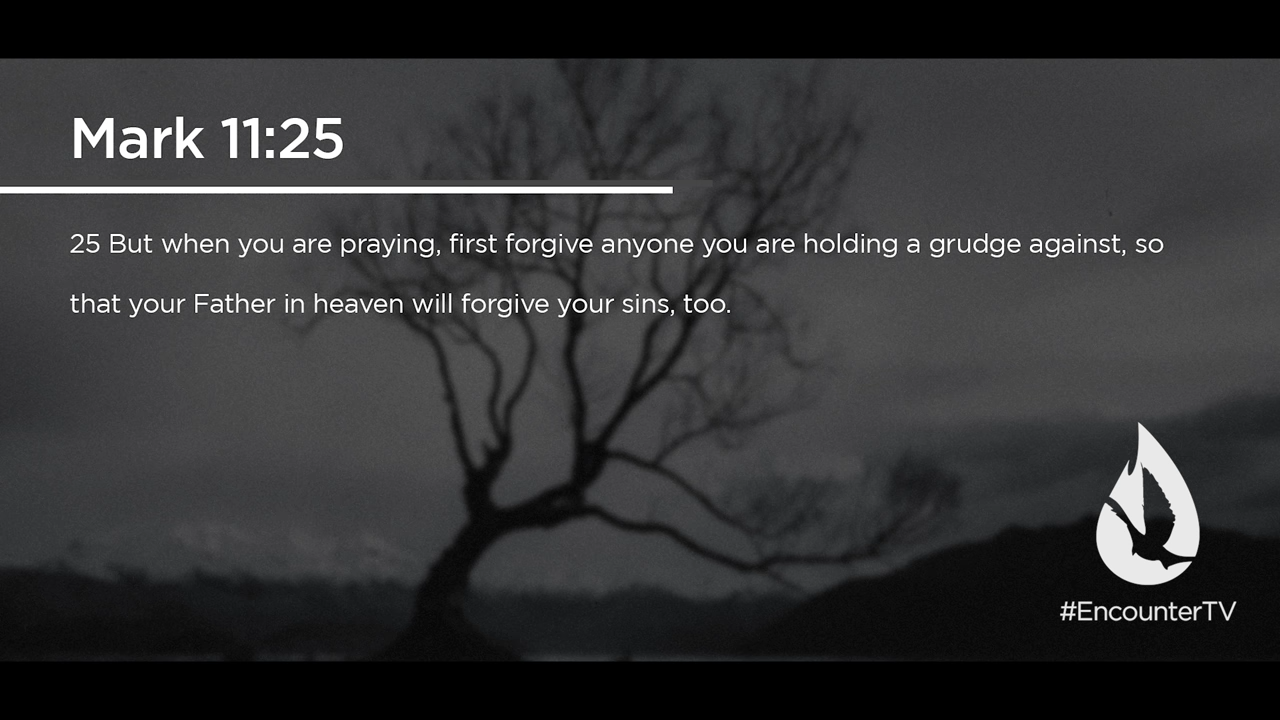 Mark 11:25
25 But when you are praying, first forgive anyone you are holding a grudge against, so
that your Father in heaven will forgive your sins, too.
#EncounterTV